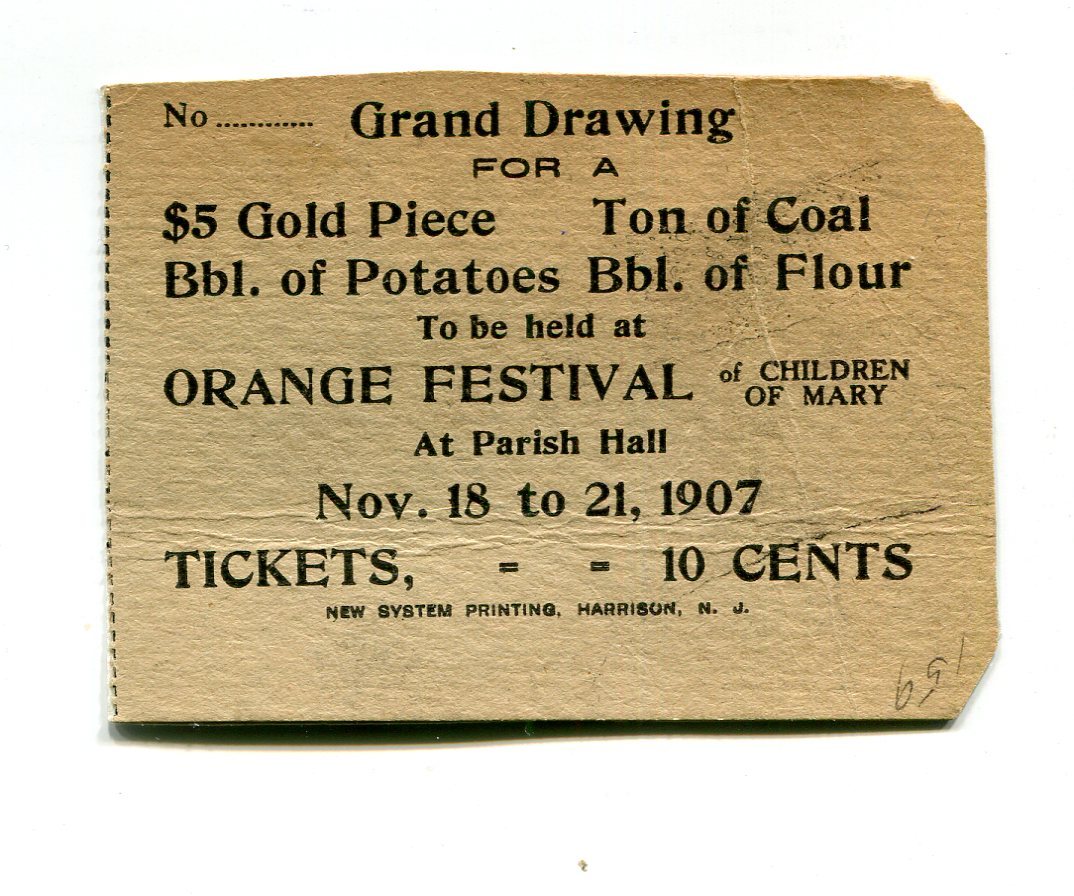 No ............ Grand Drawing
FOR A
$5 Gold Piece Ton of Coal
Bbl. of Potatoes Bbl. of Flour
To be held at
ORANGE FESTIVAL of CHILDREN OF MARY
At Parish Hall
Nov. 18 to 21, 1907
TICKETS, = = 10 CENTS
NEW SYSTEM PRINTING, HARRISON, N. J.